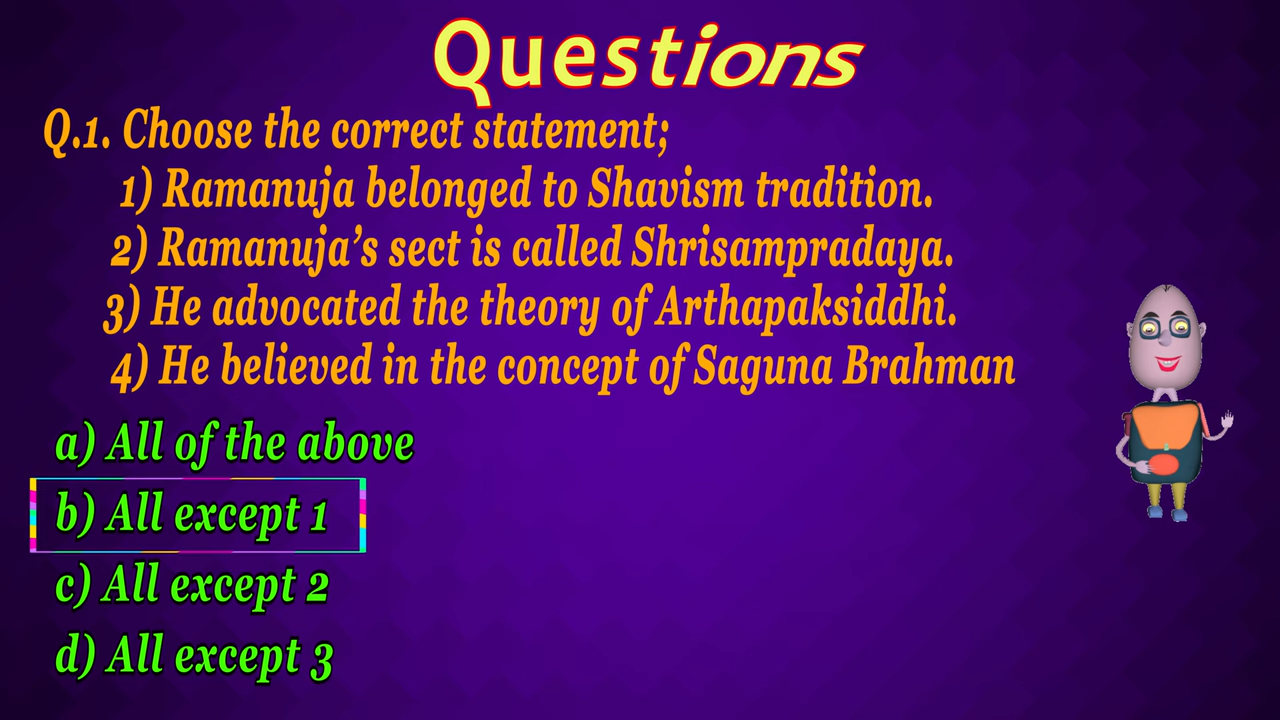 Questions
Q.1. Choose the correct statement;
1) Ramanuja belonged to Shavism tradition.
2) Ramanuja’s sect is called Shrisampradaya.
3) He advocated the theory of Arthapaksiddhi.
4) He believed in the concept of Saguna Brahman
a) All of the above
b) All except 1
c) All except 2
d) All except 3